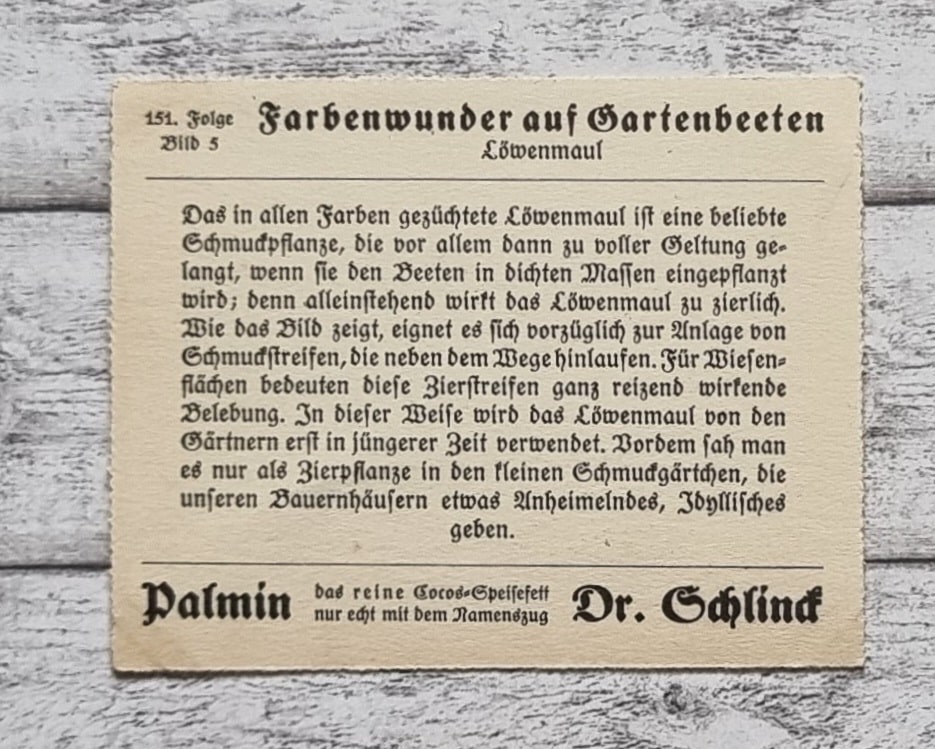 151. Folge
Bild 5
Farbenwunder auf Gartenbeeten
Löwenmaul
Das in allen Farben gezüchtete Löwenmaul ist eine beliebte
Schmuckpflanze, die vor allem dann zu voller Geltung ge-
langt, wenn sie den Beeten in dichten Massen eingepflanzt
wird; denn alleinstehend wirkt das Löwenmaul zu zierlich.
Wie das Bild zeigt, eignet es sich vorzüglich zur Anlage von
Schmuckstreifen, die neben dem Wege hinlaufen. Für Wiesen-
flächen bedeuten diese Zierstreifen ganz reizend wirkende
Belebung. In dieser Weise wird das Löwenmaul von den
Gärtnern erst in jüngerer Zeit verwendet. Vordem sah man
es nur als Zierpflanze in den kleinen Schmuckgärtchen, die
unseren Bauernhäusern etwas Anheimelndes, Idyllisches
geben.
Palmin
das reine Cocos-Speisefett
nur echt mit dem Namenszug
Dr. Schlinck